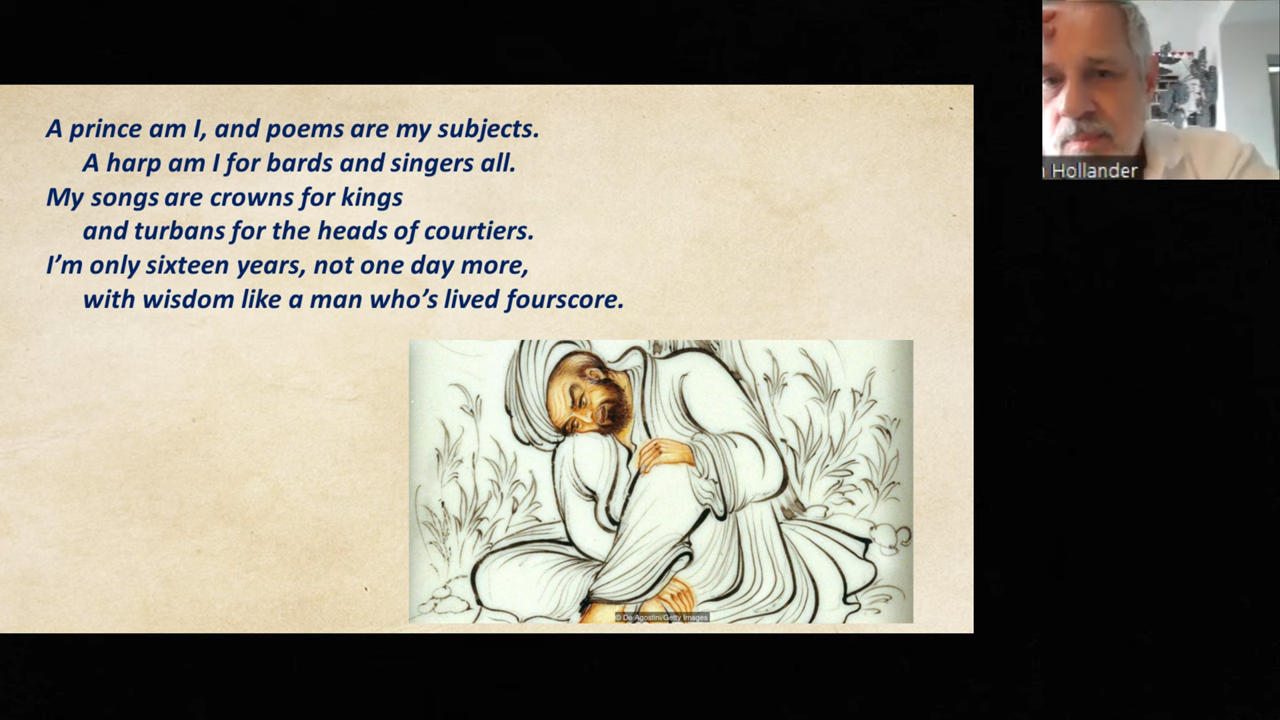 A prince am I, and poems are my subjects.
A harp am I for bards and singers all.
My songs are crowns for kings
and turbans for the heads of courtiers.
I’m only sixteen years, not one day more,
with wisdom like a man who’s lived fourscore.
© De Agostini/Getty Images
Hollander